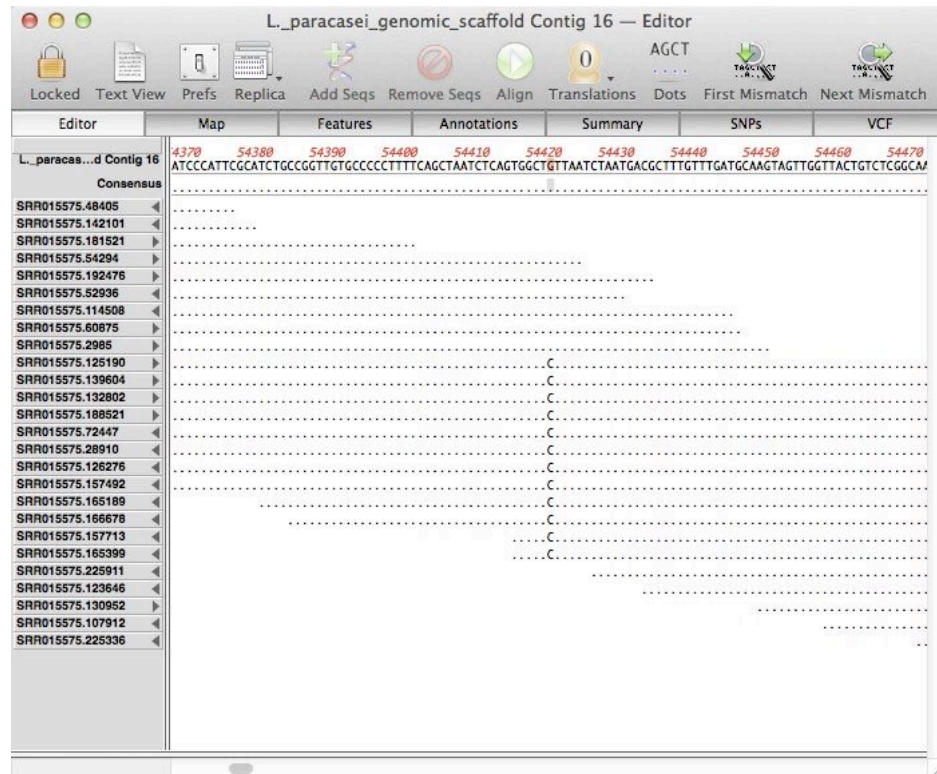 L._paracasei_genomic_scaffold Contig 16 — Editor
0 AGCT TAGCTNCT TAGCTNCT
Locked Text View Prefs Replica Add Seqs Remove Seqs Align Translations Dots First Mismatch Next Mismatch
Editor Map Features Annotations Summary SNPs VCF
54370 54380 54390 54400 54410 54420 54430 54440 54450 54460 54470
L._paracas...d Contig 16 ATCCCATTCGCATCTGCCGGTTGTGCCCCCTTTTCAGCTAATCTCAGTGGCTGTTAATCTAATGACGCTTTGTTTGATGCAAGTAGTTGGTTACTGTCTCGGCAA
Consensus
SRR015575.48405
SRR015575.142101
SRR015575.181521
SRR015575.54294
SRR015575.192476
SRR015575.52936
SRR015575.114508
SRR015575.60875
SRR015575.2985
SRR015575.125190 C
SRR015575.139604 C
SRR015575.132802 C
SRR015575.188521 C
SRR015575.72447 C
SRR015575.28910 C
SRR015575.126276 C
SRR015575.157492 C
SRR015575.165189 C
SRR015575.166678 C
SRR015575.157713 C
SRR015575.165399 C
SRR015575.225911
SRR015575.123646
SRR015575.130952
SRR015575.107912
SRR015575.225336